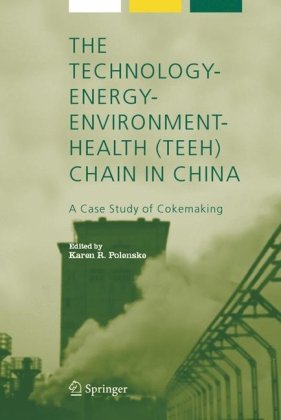 THE
TECHNOLOGY-
ENERGY-
ENVIRONMENT-
HEALTH (TEEH)
CHAIN IN CHINA
A Case Study of Cokemaking
Edited by
Karen R. Polenske
Springer